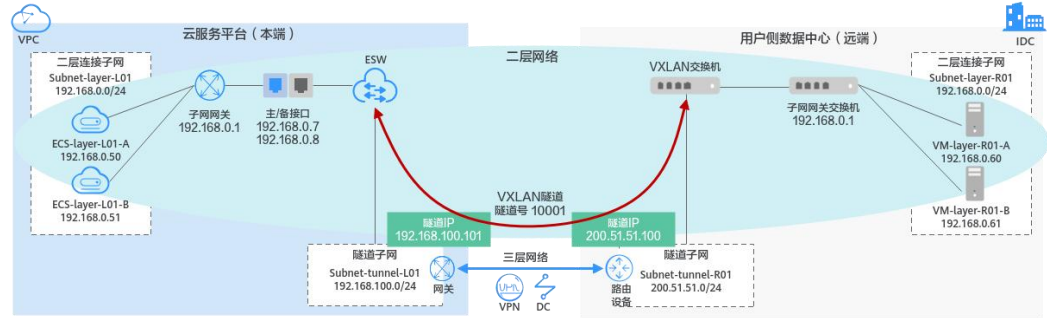 VPC
云服务平台（本端）
用户侧数据中心（远端）
IDC
二层连接子网
Subnet-layer-L01
192.168.0.0/24
ECS-layer-L01-A
192.168.0.50
ECS-layer-L01-B
192.168.0.51
子网网关
192.168.0.1
主/备接口
192.168.0.7
192.168.0.8
ESW
二层网络
VXLAN交换机
子网网关交换机
192.168.0.1
二层连接子网
Subnet-layer-R01
192.168.0.0/24
VM-layer-R01-A
192.168.0.60
VM-layer-R01-B
192.168.0.61
VXLAN隧道
隧道号 10001
隧道IP
192.168.100.101
隧道IP
200.51.51.100
隧道子网
Subnet-tunnel-L01
192.168.100.0/24
网关
三层网络
VPN
DC
路由
设备
隧道子网
Subnet-tunnel-R01
200.51.51.0/24